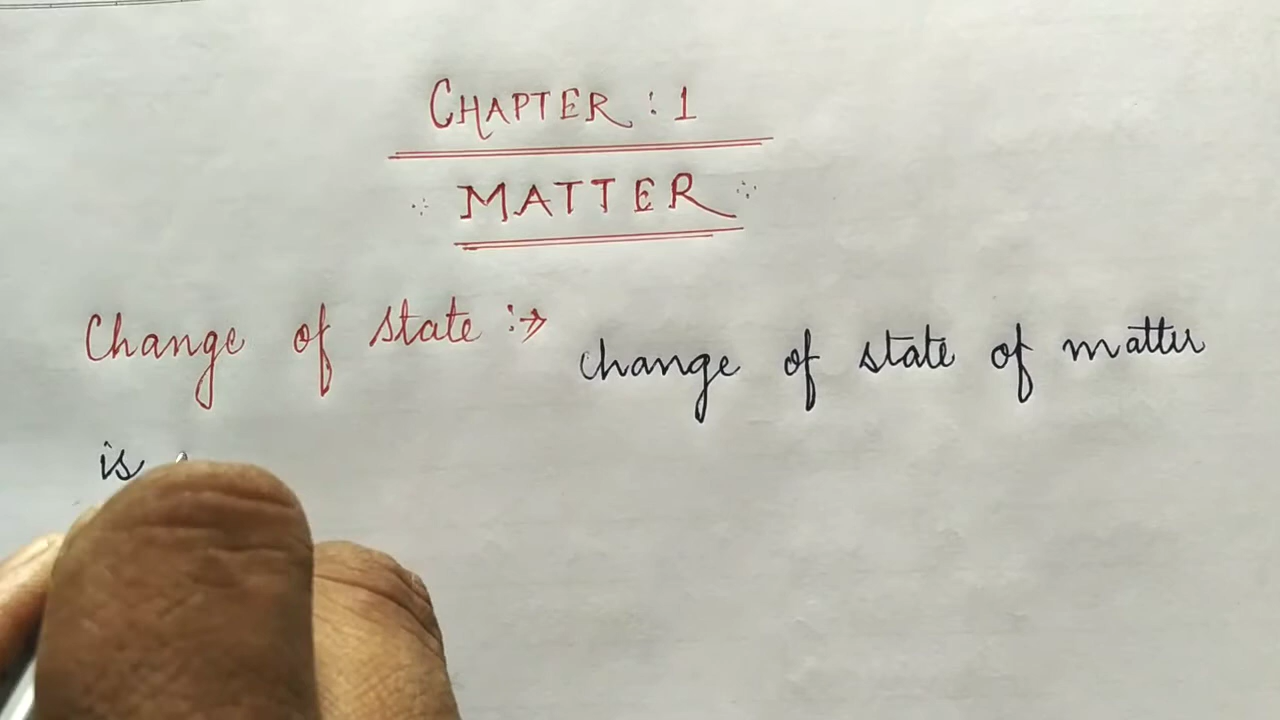 CHAPTER : 1
MATTER
Change of state :→ change of state of matter
is